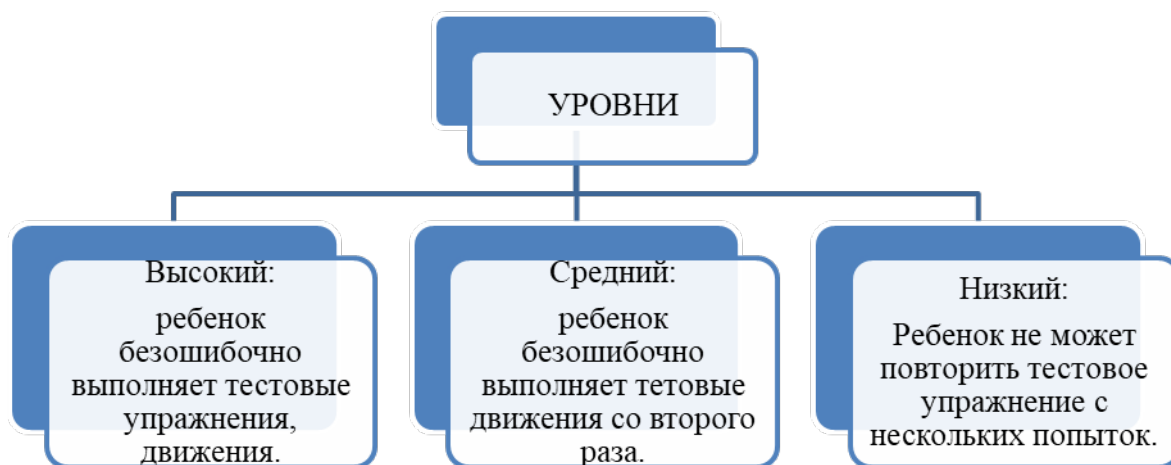 УРОВНИ
Высокий:
ребенок
безошибочно
выполняет тестовые
упражнения,
движения.
Средний:
ребенок
безошибочно
выполняет тетовые
движения со второго
раза.
Низкий:
Ребенок не может
повторить тестовое
упражнение с
нескольких попыток.